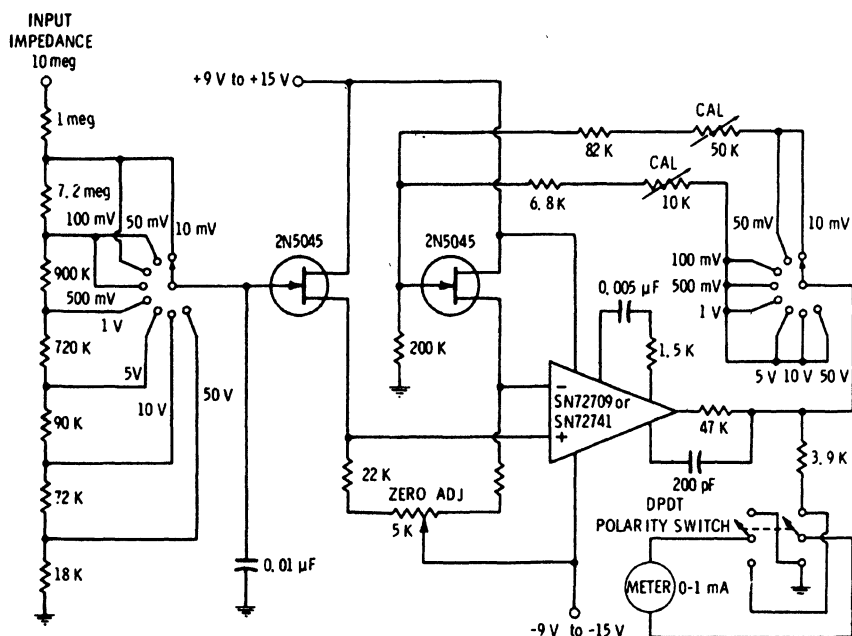 INPUT
IMPEDANCE
10 meg
1 meg
7.2 meg
100 mV
50 mV
10 mV
900 K
500 mV
1 V
720 K
5V
10 V
50 V
90 K
72 K
18 K
0.01 µF
+9 V to +15 V
2N5045
2N5045
200 K
82 K
CAL
50 K
6.8 K
CAL
10 K
50 mV
10 mV
100 mV
500 mV
1 V
5 V
10 V
50 V
0.005 µF
1.5 K
−
SN72709 or
SN72741
+
47 K
200 pF
3.9K
22 K
ZERO ADJ
5 K
DPDT
POLARITY SWITCH
METER
0-1 mA
-9 V to -15 V